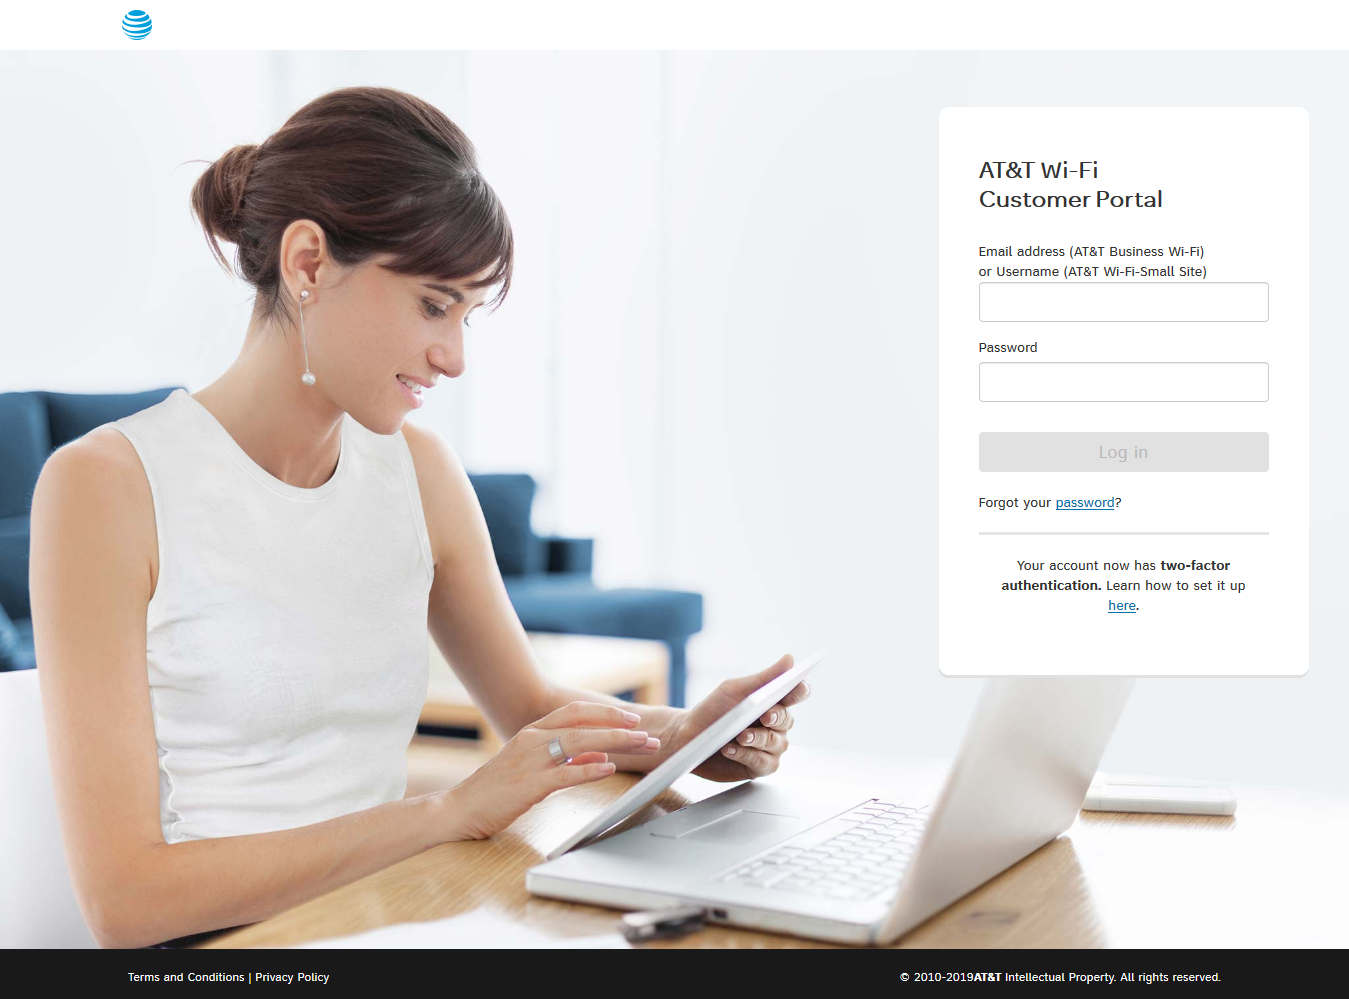 AT&T Wi-Fi
Customer Portal
Email address (AT&T Business Wi-Fi)
or Username (AT&T Wi-Fi-Small Site)
Password
Log in
Forgot your password?
Your account now has two-factor
authentication. Learn how to set it up
here.
Terms and Conditions | Privacy Policy
© 2010-2019AT&T Intellectual Property. All rights reserved.